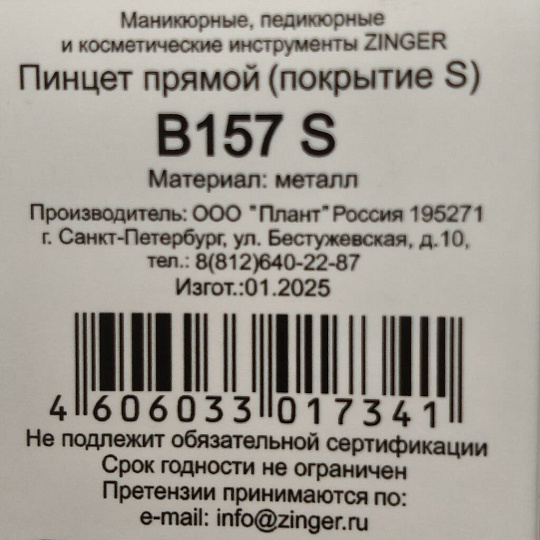 Маникюрные, педикюрные
и косметические инструменты ZINGER
Пинцет прямой (покрытие S)
B157 S
Материал: металл
Производитель: ООО "Плант" Россия 195271
г. Санкт-Петербург, ул. Бестужевская, д.10,
тел.: 8(812)640-22-87
Изгот.:01.2025
4 606033 017341
Не подлежит обязательной сертификации
Срок годности не ограничен
Претензии принимаются по:
e-mail: info@zinger.ru